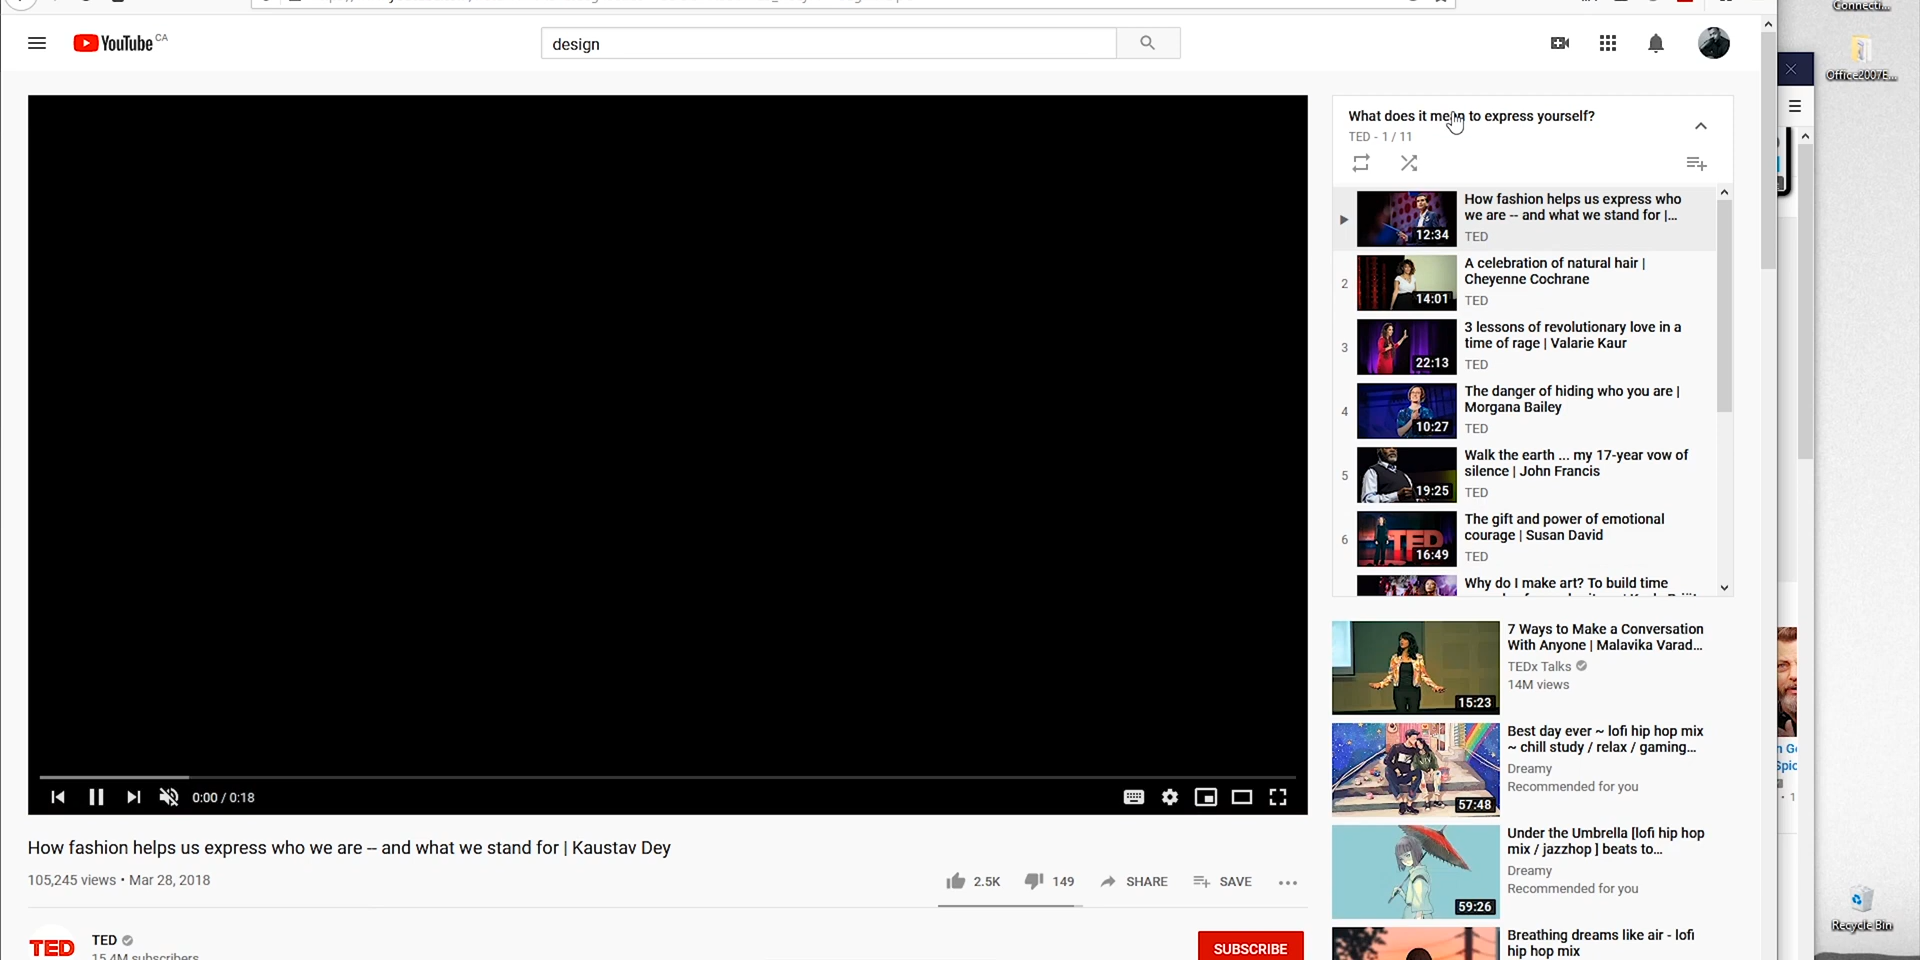 YouTube CA
design
Connecti...
Office2007E...
What does it mean to express yourself?
TED - 1 / 11
12:34
How fashion helps us express who
we are -- and what we stand for |...
TED
2
14:01
A celebration of natural hair |
Cheyenne Cochrane
TED
3
22:13
3 lessons of revolutionary love in a
time of rage | Valarie Kaur
TED
4
10:27
The danger of hiding who you are |
Morgana Bailey
TED
5
19:25
Walk the earth ... my 17-year vow of
silence | John Francis
TED
6
TED
16:49
The gift and power of emotional
courage | Susan David
TED
Why do I make art? To build time
0:00 / 0:18
How fashion helps us express who we are -- and what we stand for | Kaustav Dey
105,245 views • Mar 28, 2018
2.5K
149
SHARE
SAVE
TED
TED
15.4M subscribers
SUBSCRIBE
15:23
7 Ways to Make a Conversation
With Anyone | Malavika Varad...
TEDx Talks
14M views
57:48
Best day ever ~ lofi hip hop mix
~ chill study / relax / gaming...
Dreamy
Recommended for you
59:26
Under the Umbrella [lofi hip hop
mix / jazzhop ] beats to...
Dreamy
Recommended for you
Breathing dreams like air - lofi
hip hop mix
Recycle Bin